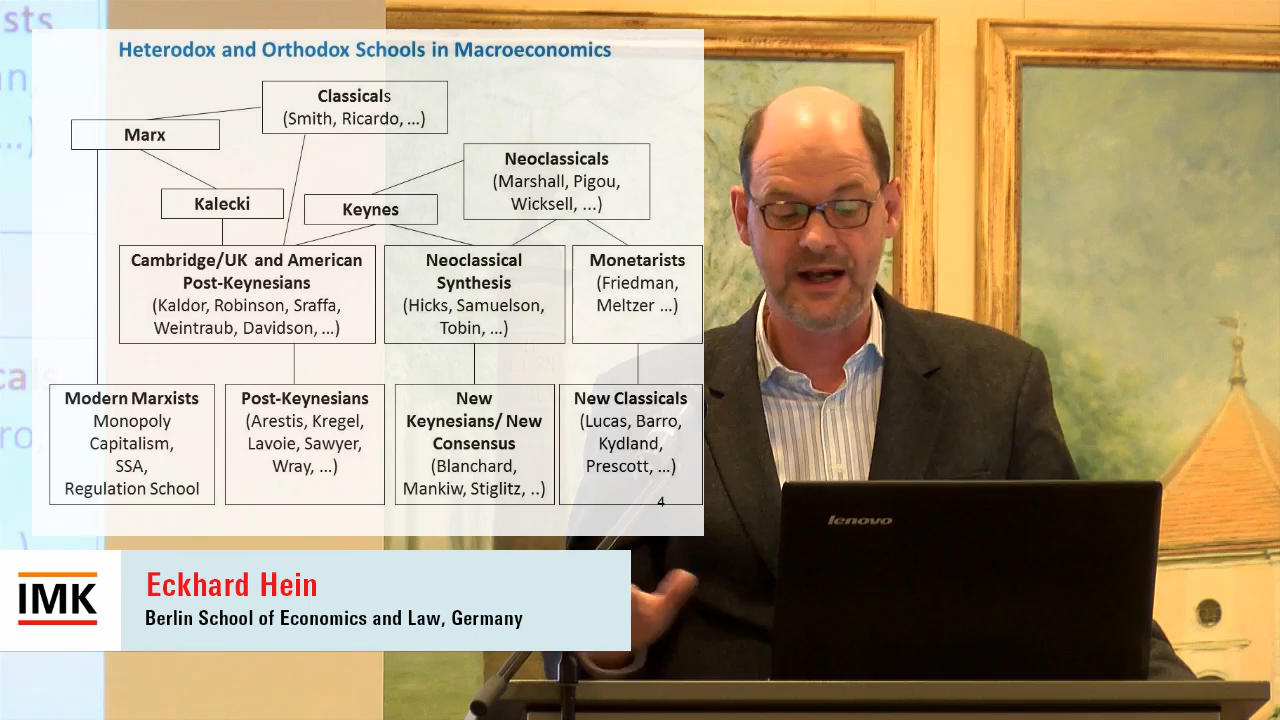 sts
Heterodox and Orthodox Schools in Macroeconomics
Classicals
(Smith, Ricardo, ...)
Marx
Neoclassicals
(Marshall, Pigou,
Wicksell, ...)
Kalecki
Keynes
Cambridge/UK and American
Post-Keynesians
(Kaldor, Robinson, Sraffa,
Weintraub, Davidson, ...)
Neoclassical
Synthesis
(Hicks, Samuelson,
Tobin, ...)
Monetarists
(Friedman,
Meltzer ...)
Modern Marxists
Monopoly
Capitalism,
SSA,
Regulation School
Post-Keynesians
(Arestis, Kregel,
Lavoie, Sawyer,
Wray, ...)
New
Keynesians/ New
Consensus
(Blanchard,
Mankiw, Stiglitz, ..)
New Classicals
(Lucas, Barro,
Kydland,
Prescott, ...)
4
lenovo
IMK
Eckhard Hein
Berlin School of Economics and Law, Germany